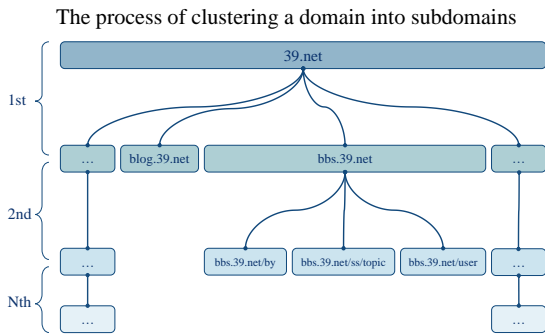 The process of clustering a domain into subdomains
39.net
1st
...
blog.39.net
bbs.39.net
...
2nd
...
bbs.39.net/by
bbs.39.net/ss/topic
bbs.39.net/user
...
Nth
...
...